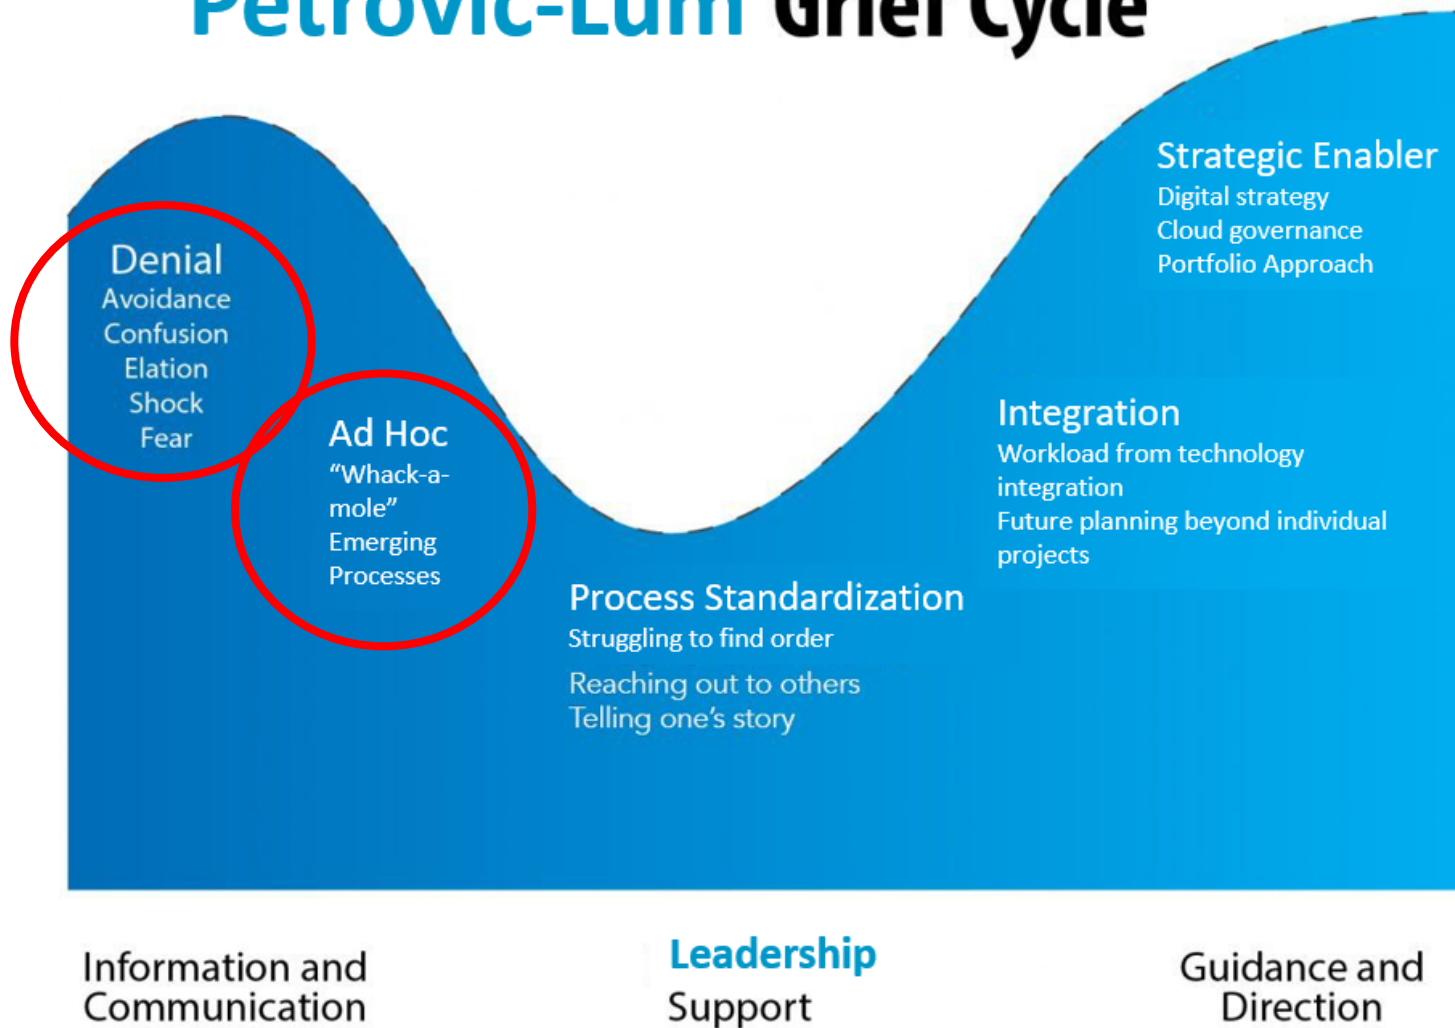 Petrovic-Lum Grief Cycle
Denial
Avoidance
Confusion
Elation
Shock
Fear
Ad Hoc
“Whack-a-
mole”
Emerging
Processes
Process Standardization
Struggling to find order
Reaching out to others
Telling one’s story
Integration
Workload from technology
integration
Future planning beyond individual
projects
Strategic Enabler
Digital strategy
Cloud governance
Portfolio Approach
Information and
Communication
Leadership
Support
Guidance and
Direction